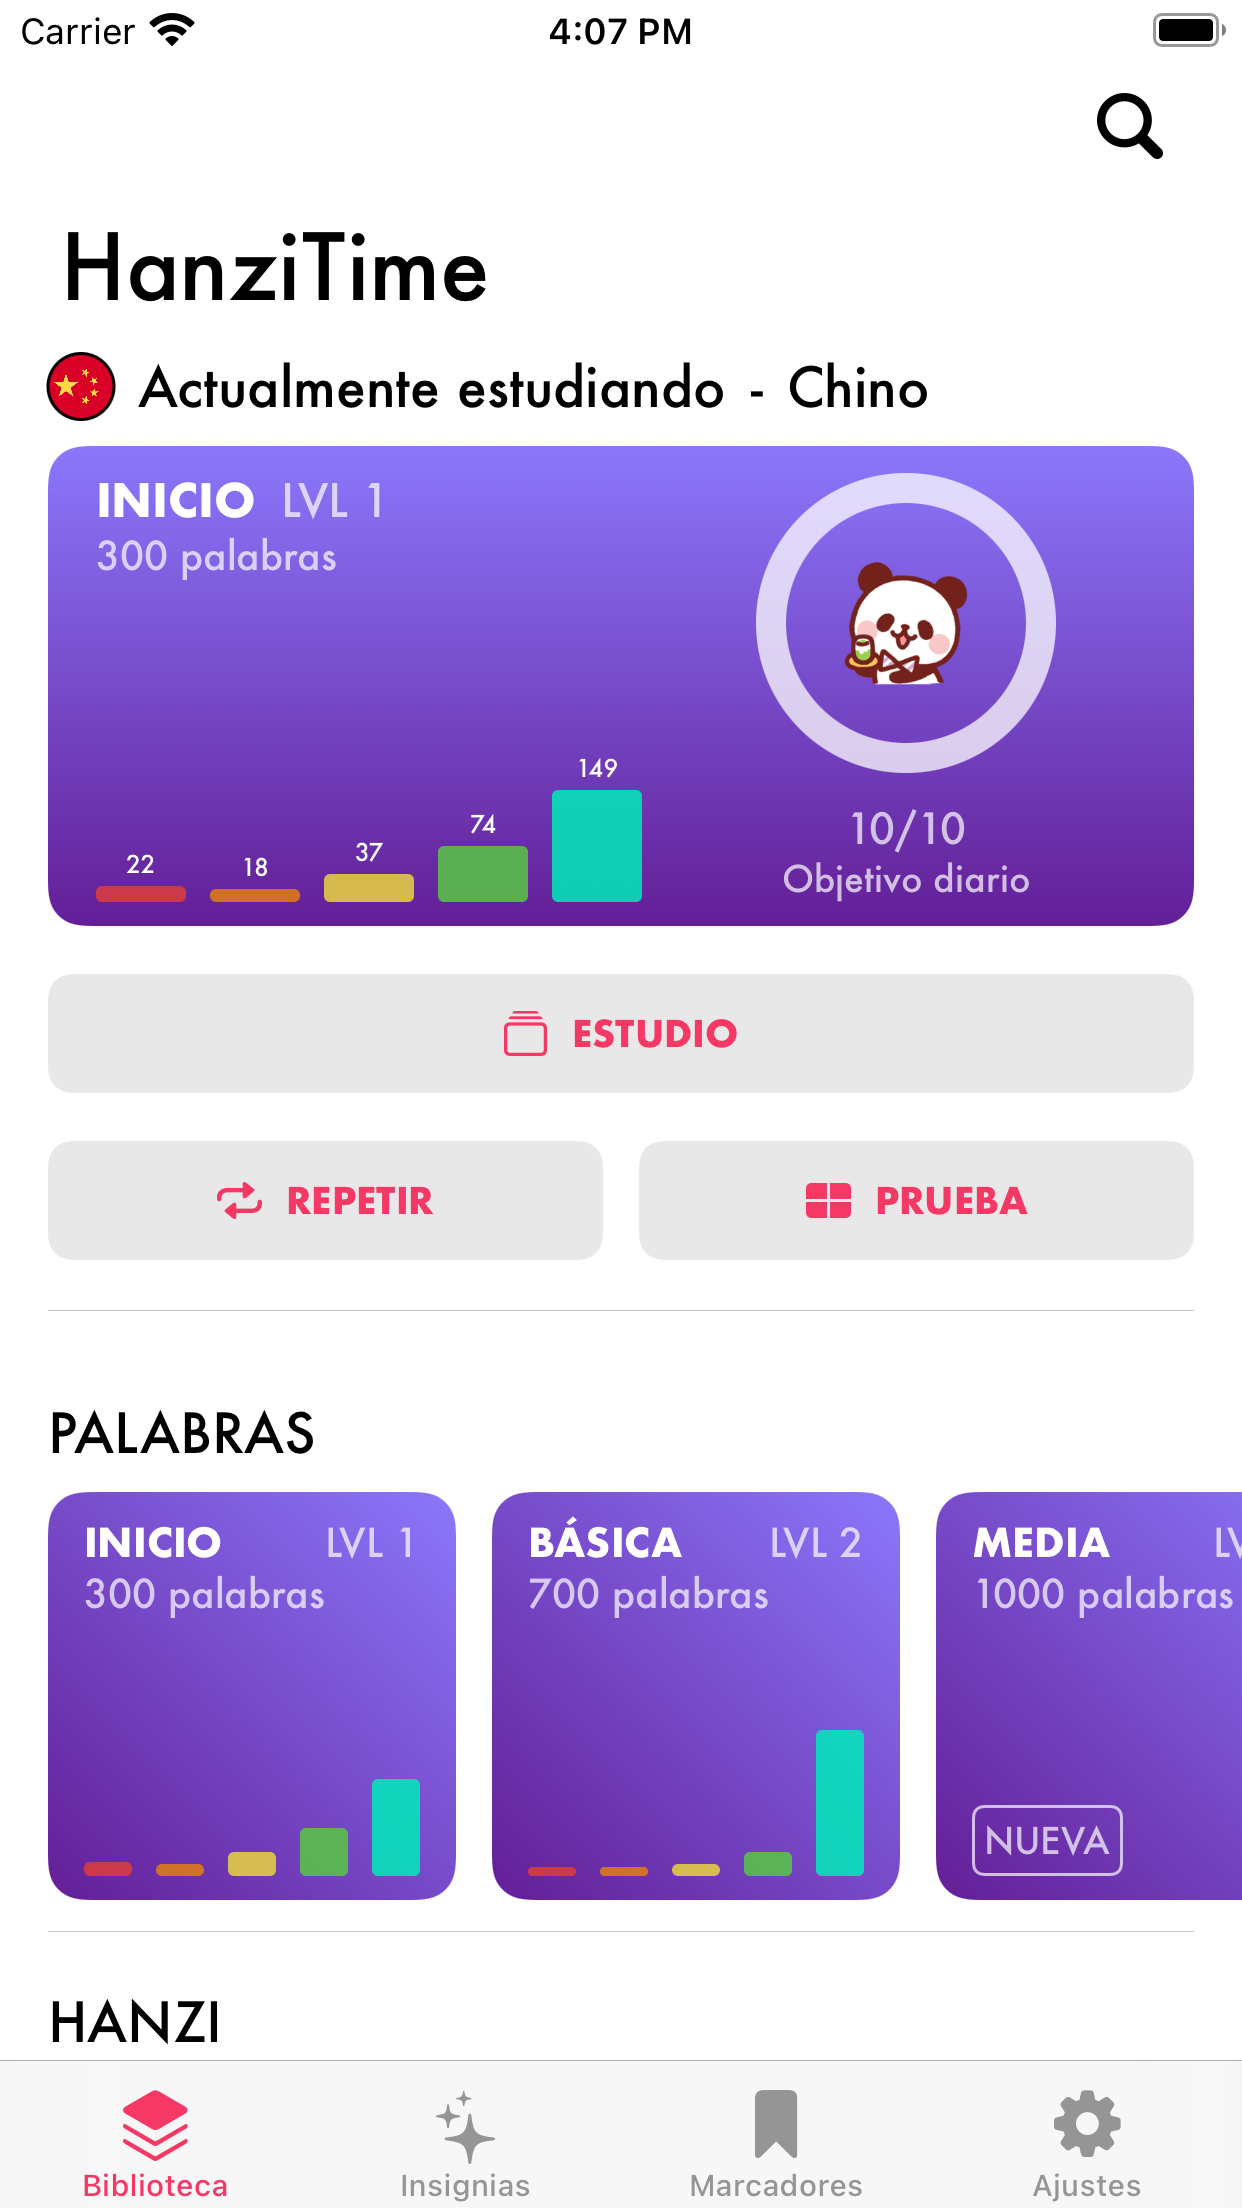 Carrier 4:07 PM
HanziTime
Actualmente estudiando - Chino
INICIO LVL 1
300 palabras
22 18 37 74 149
10/10
Objetivo diario
ESTUDIO
REPETIR PRUEBA
PALABRAS
INICIO LVL 1 BÁSICA LVL 2 MEDIA LV
300 palabras 700 palabras 1000 palabras
NUEVA
HANZI
Biblioteca Insignias Marcadores Ajustes